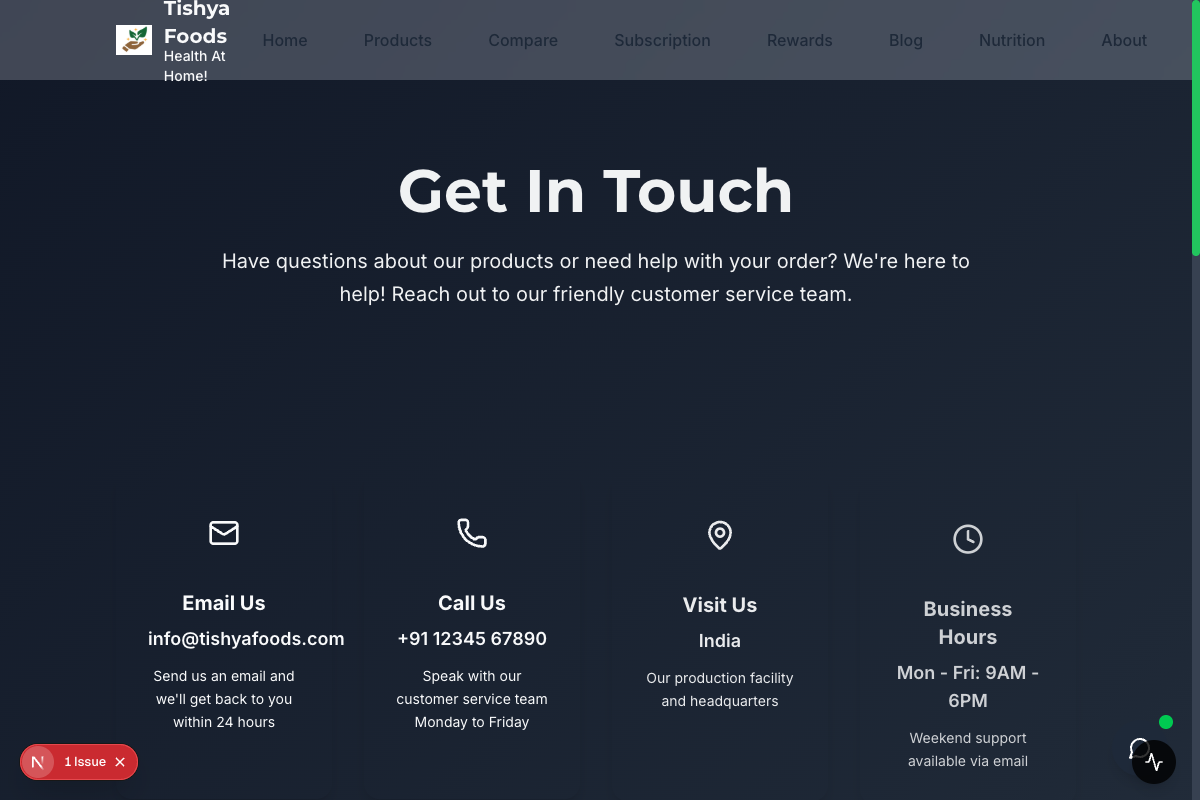 Tishya
Foods
Health At
Home!
Home
Products
Compare
Subscription
Rewards
Blog
Nutrition
About
Get In Touch
Have questions about our products or need help with your order? We're here to
help! Reach out to our friendly customer service team.
Email Us
info@tishyafoods.com
Send us an email and
we'll get back to you
within 24 hours
Call Us
+91 12345 67890
Speak with our
customer service team
Monday to Friday
Visit Us
India
Our production facility
and headquarters
Business
Hours
Mon - Fri: 9AM -
6PM
Weekend support
available via email
N
1 Issue